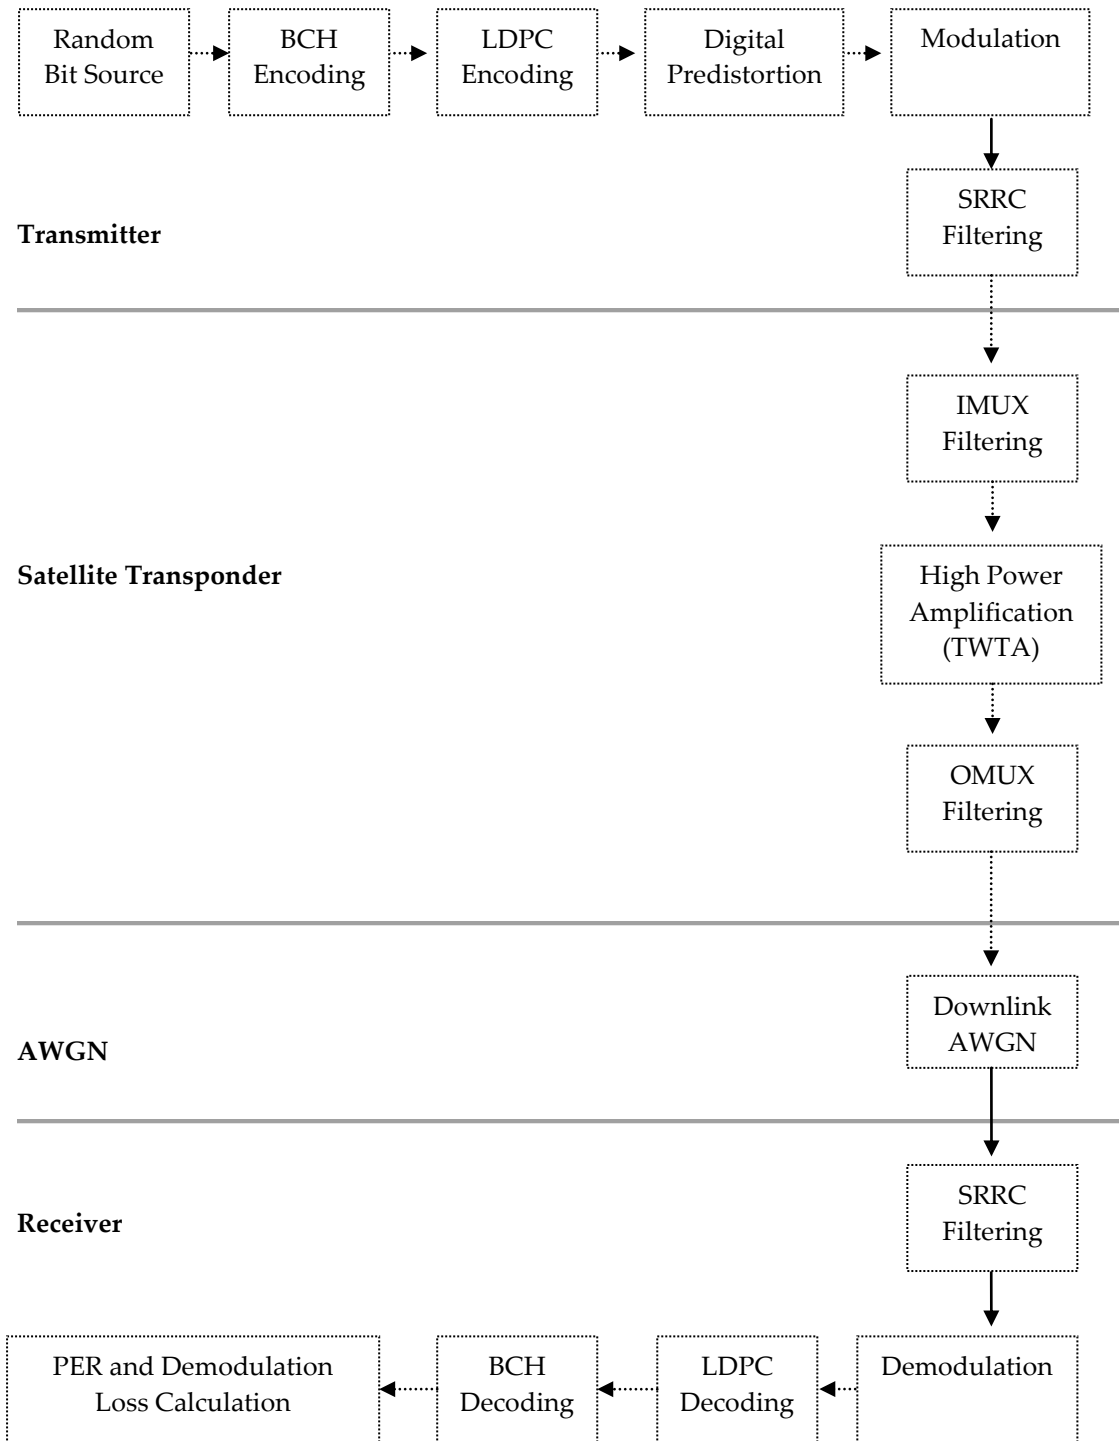 Random
Bit Source
BCH
Encoding
LDPC
Encoding
Digital
Predistortion
Modulation
SRRC
Filtering
Transmitter
IMUX
Filtering
Satellite Transponder
High Power
Amplification
(TWTA)
OMUX
Filtering
Downlink
AWGN
AWGN
SRRC
Filtering
Receiver
PER and Demodulation
Loss Calculation
BCH
Decoding
LDPC
Decoding
Demodulation